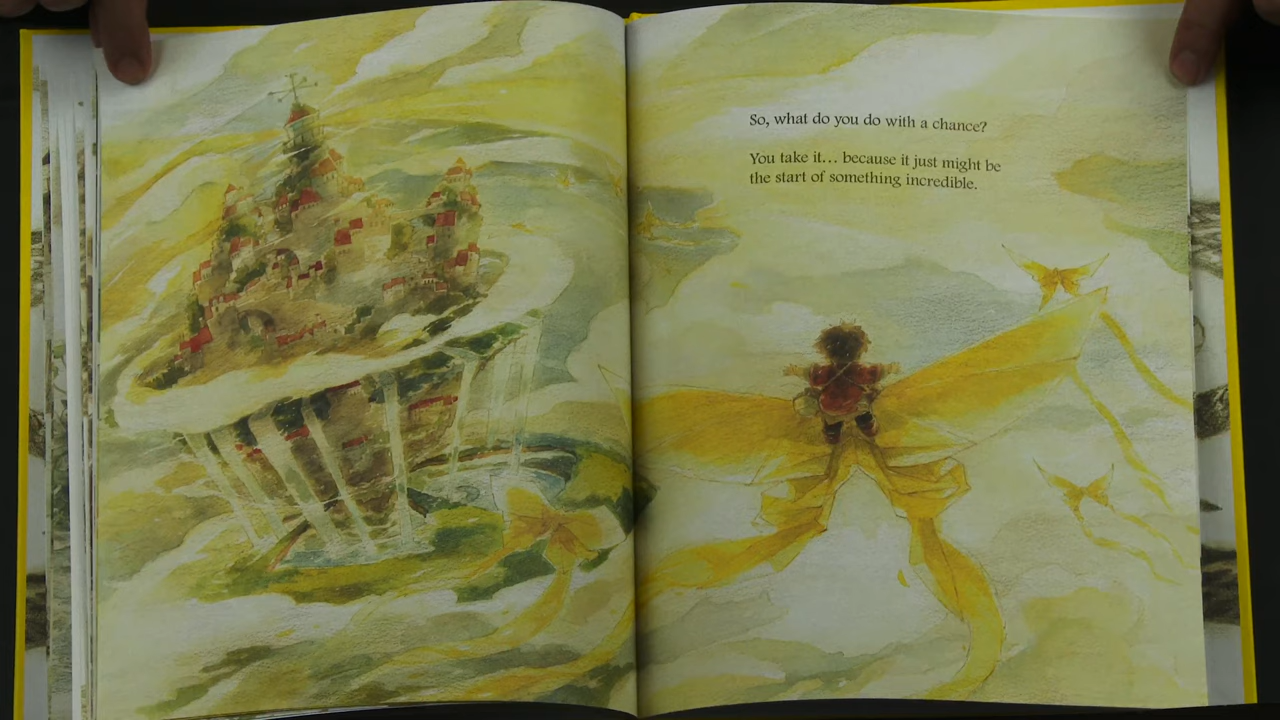 So, what do you do with a chance?
You take it... because it just might be
the start of something incredible.